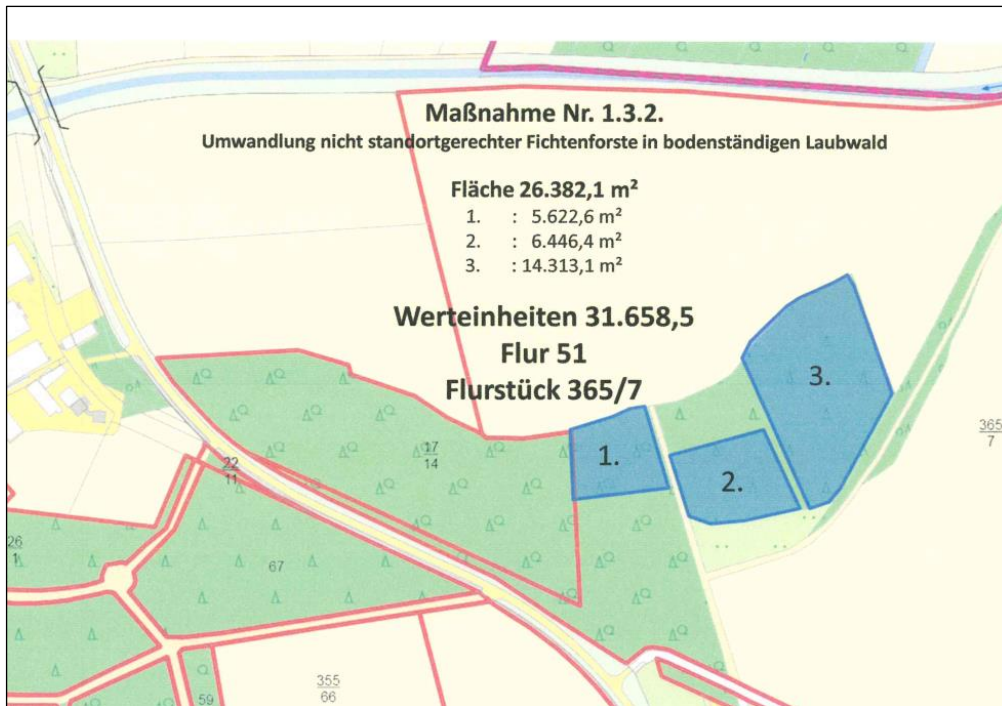 Maßnahme Nr. 1.3.2.
Umwandlung nicht standortgerechter Fichtenforste in bodenständigen Laubwald
Fläche 26.382,1 m²
1. : 5.622,6 m²
2. : 6.446,4 m²
3. : 14.313,1 m²
Werteinheiten 31.658,5
Flur 51
Flurstück 365/7
3.
365
7
17
14
1.
22
11
2.
26
1
67
355
66
59